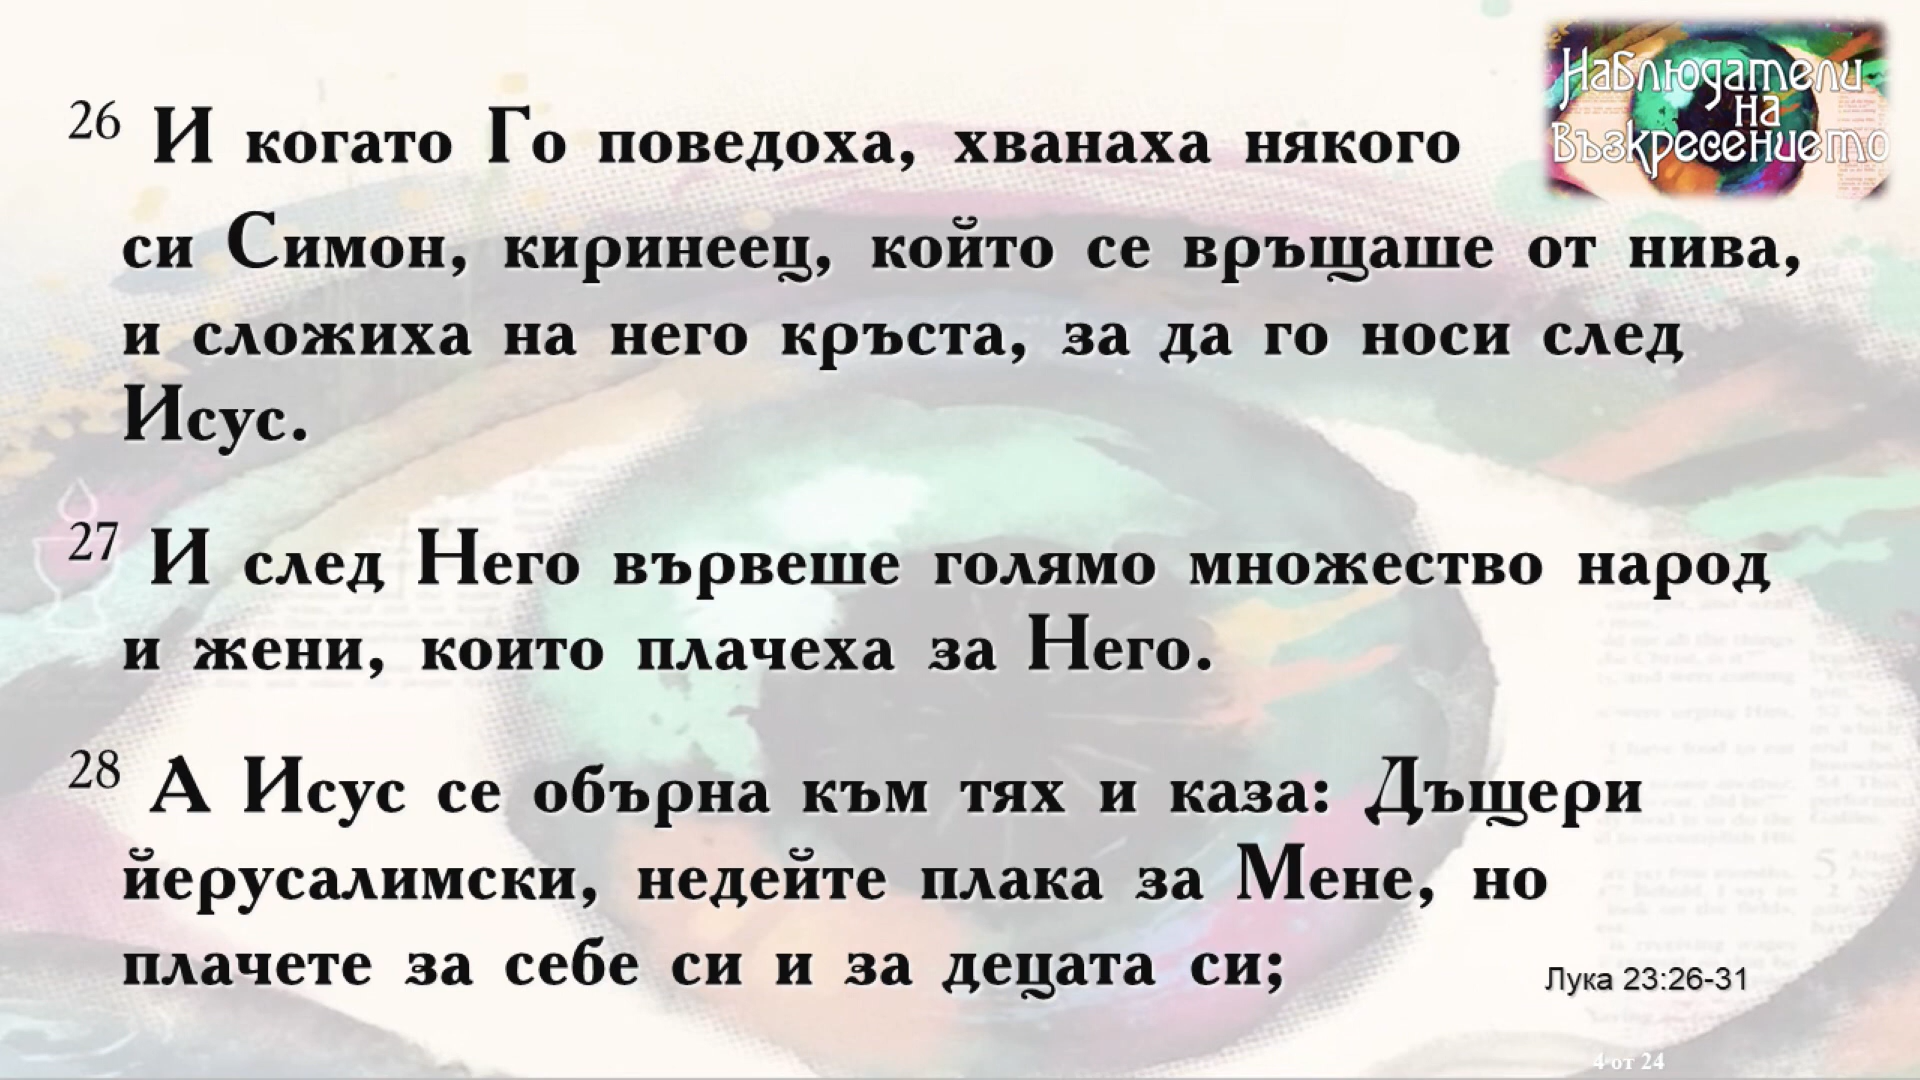 Наблюдатели
на
Възкресението
26 И когато Го поведоха, хванаха някого
си Симон, киринеец, който се връщаше от нива,
и сложиха на него кръста, за да го носи след
Исус.
27 И след Него вървеше голямо множество народ
и жени, които плачеха за Него.
28 А Исус се обърна към тях и каза: Дъщери
йерусалимски, недейте плака за Мене, но
плачете за себе си и за децата си;
Лука 23:26-31
4 от 24